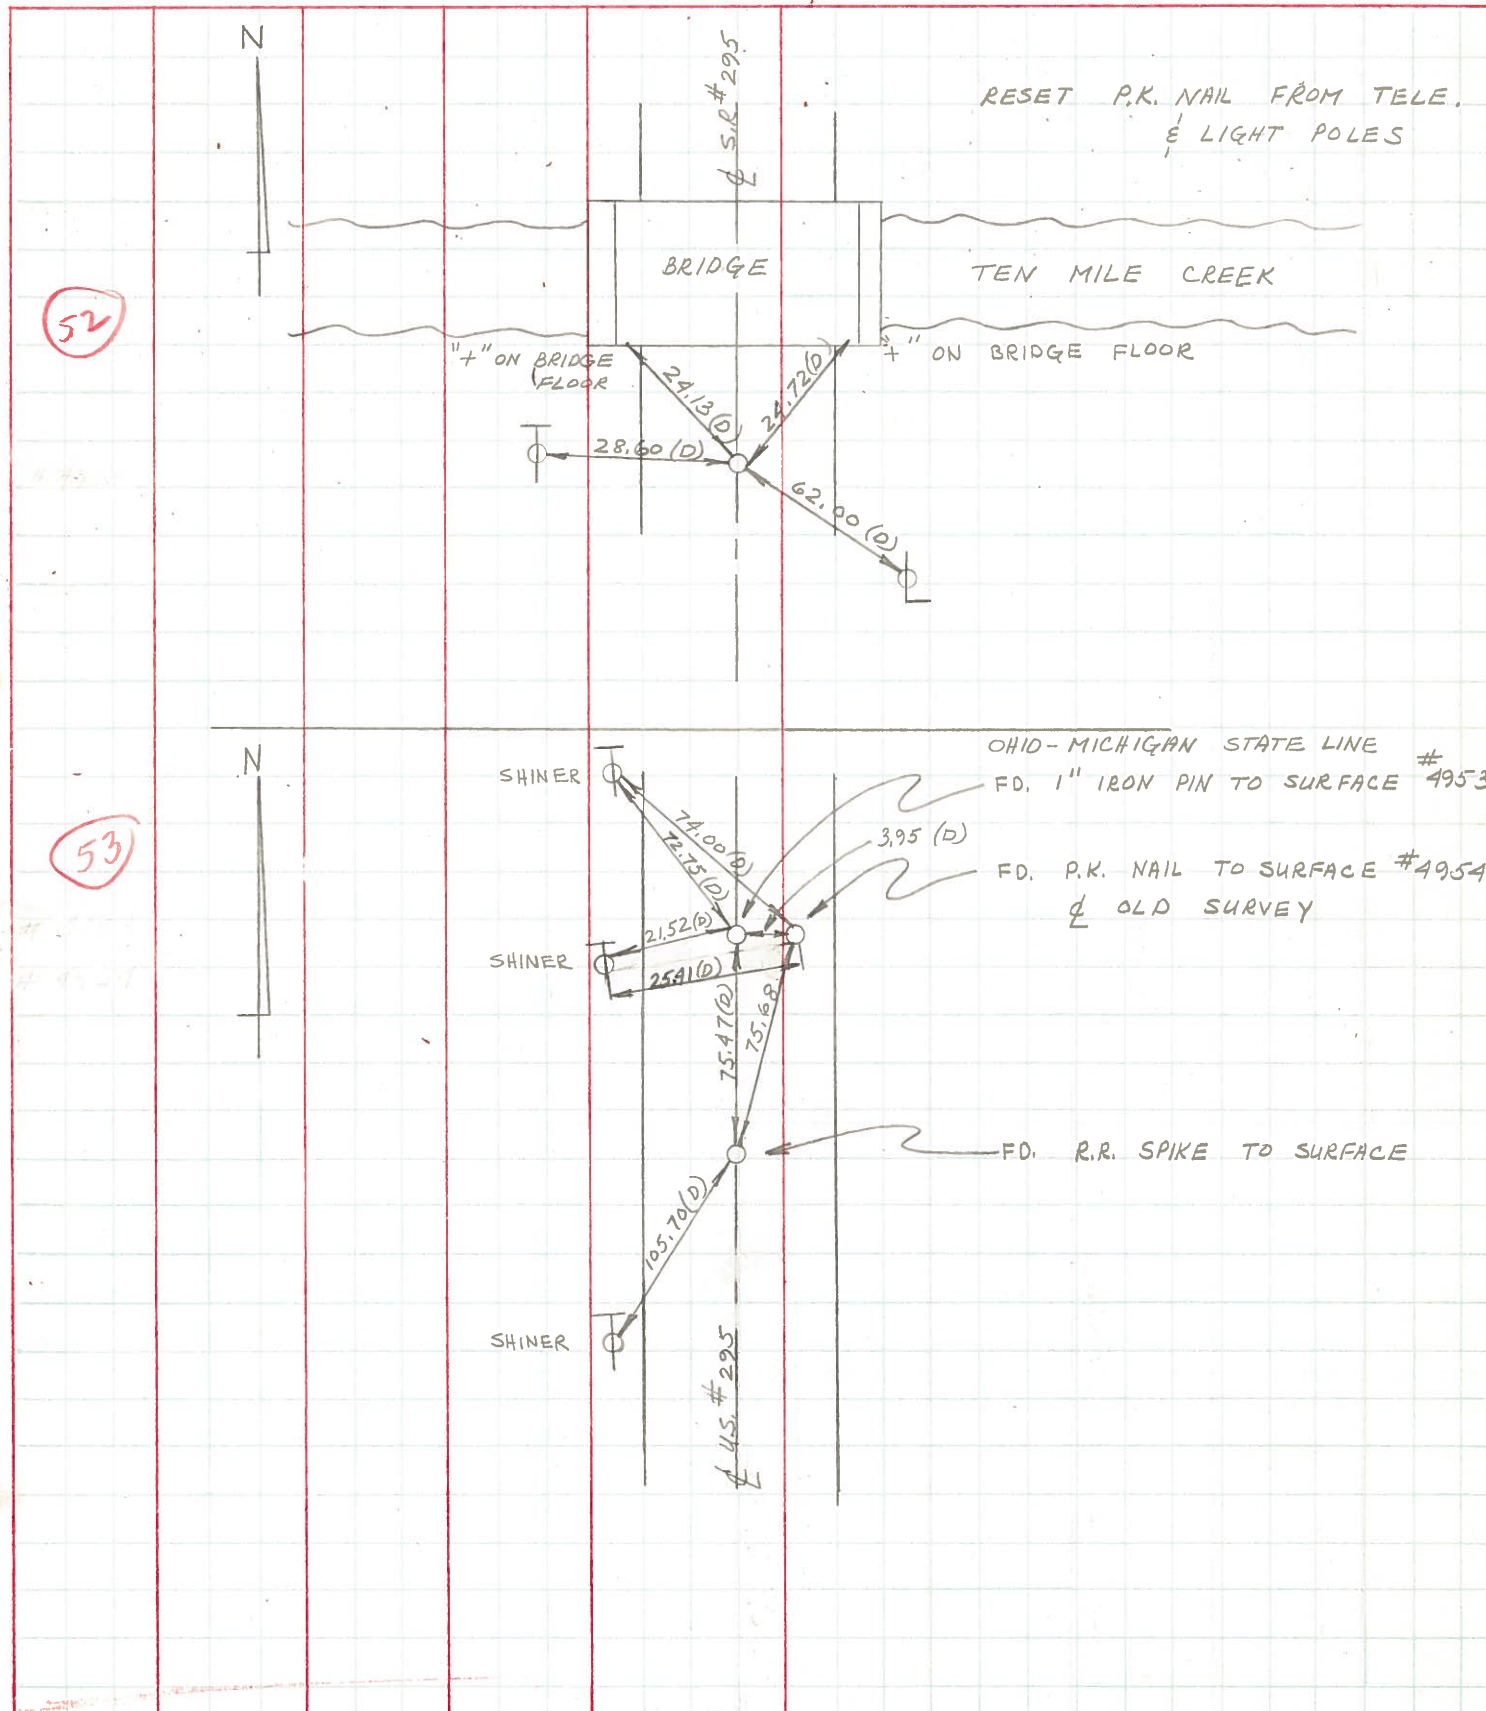 N
℄ S.R. #295
RESET P.K. NAIL FROM TELE.
& LIGHT POLES
BRIDGE
TEN MILE CREEK
52
"+" ON BRIDGE
FLOOR
"+" ON BRIDGE FLOOR
24.13 (D)
24.72 (D)
28.60 (D)
62.00 (D)
OHIO-MICHIGAN STATE LINE
N
SHINER
FD. 1" IRON PIN TO SURFACE #4953
74.00 (D)
72.75 (D)
3.95 (D)
53
FD. P.K. NAIL TO SURFACE #4954
℄ OLD SURVEY
21.52 (D)
SHINER
25.41 (D)
75.47 (D)
75.68
FD. R.R. SPIKE TO SURFACE
105.70 (D)
SHINER
℄ U.S. #295